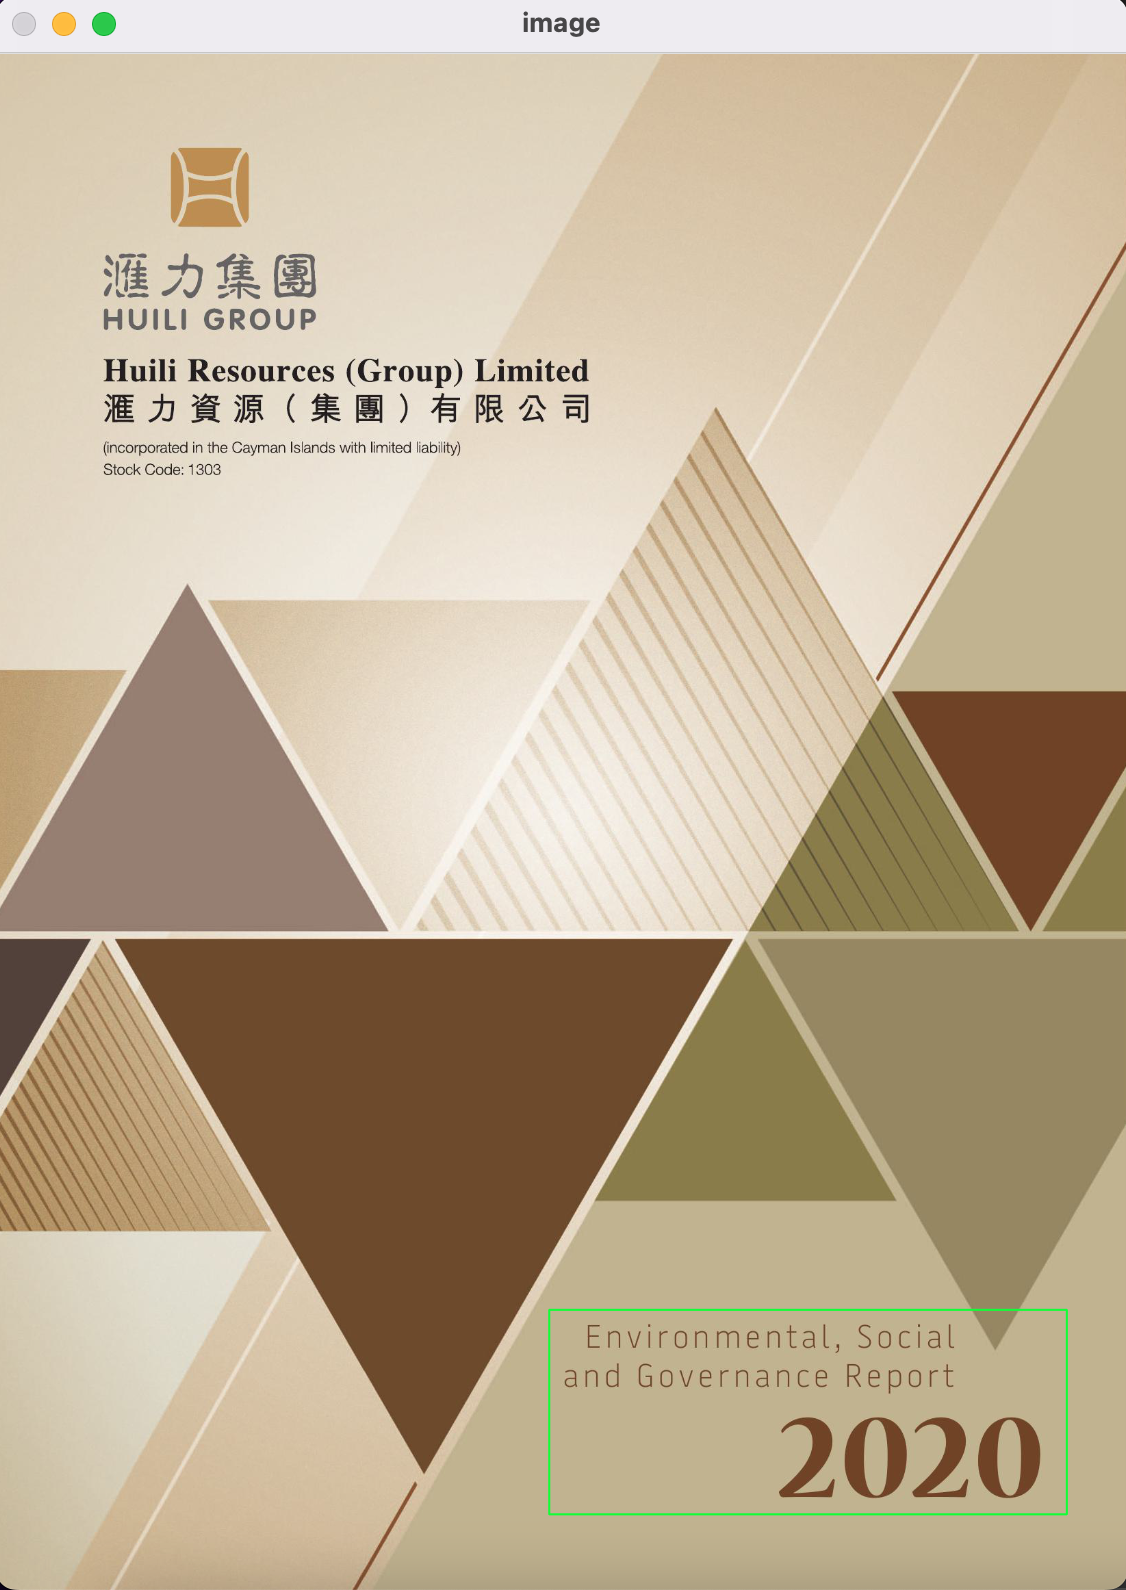 image
滙力集團
HUILI GROUP
Huili Resources (Group) Limited
滙力資源（集團）有限公司
(incorporated in the Cayman Islands with limited liability)
Stock Code: 1303
Environmental, Social
and Governance Report
2020